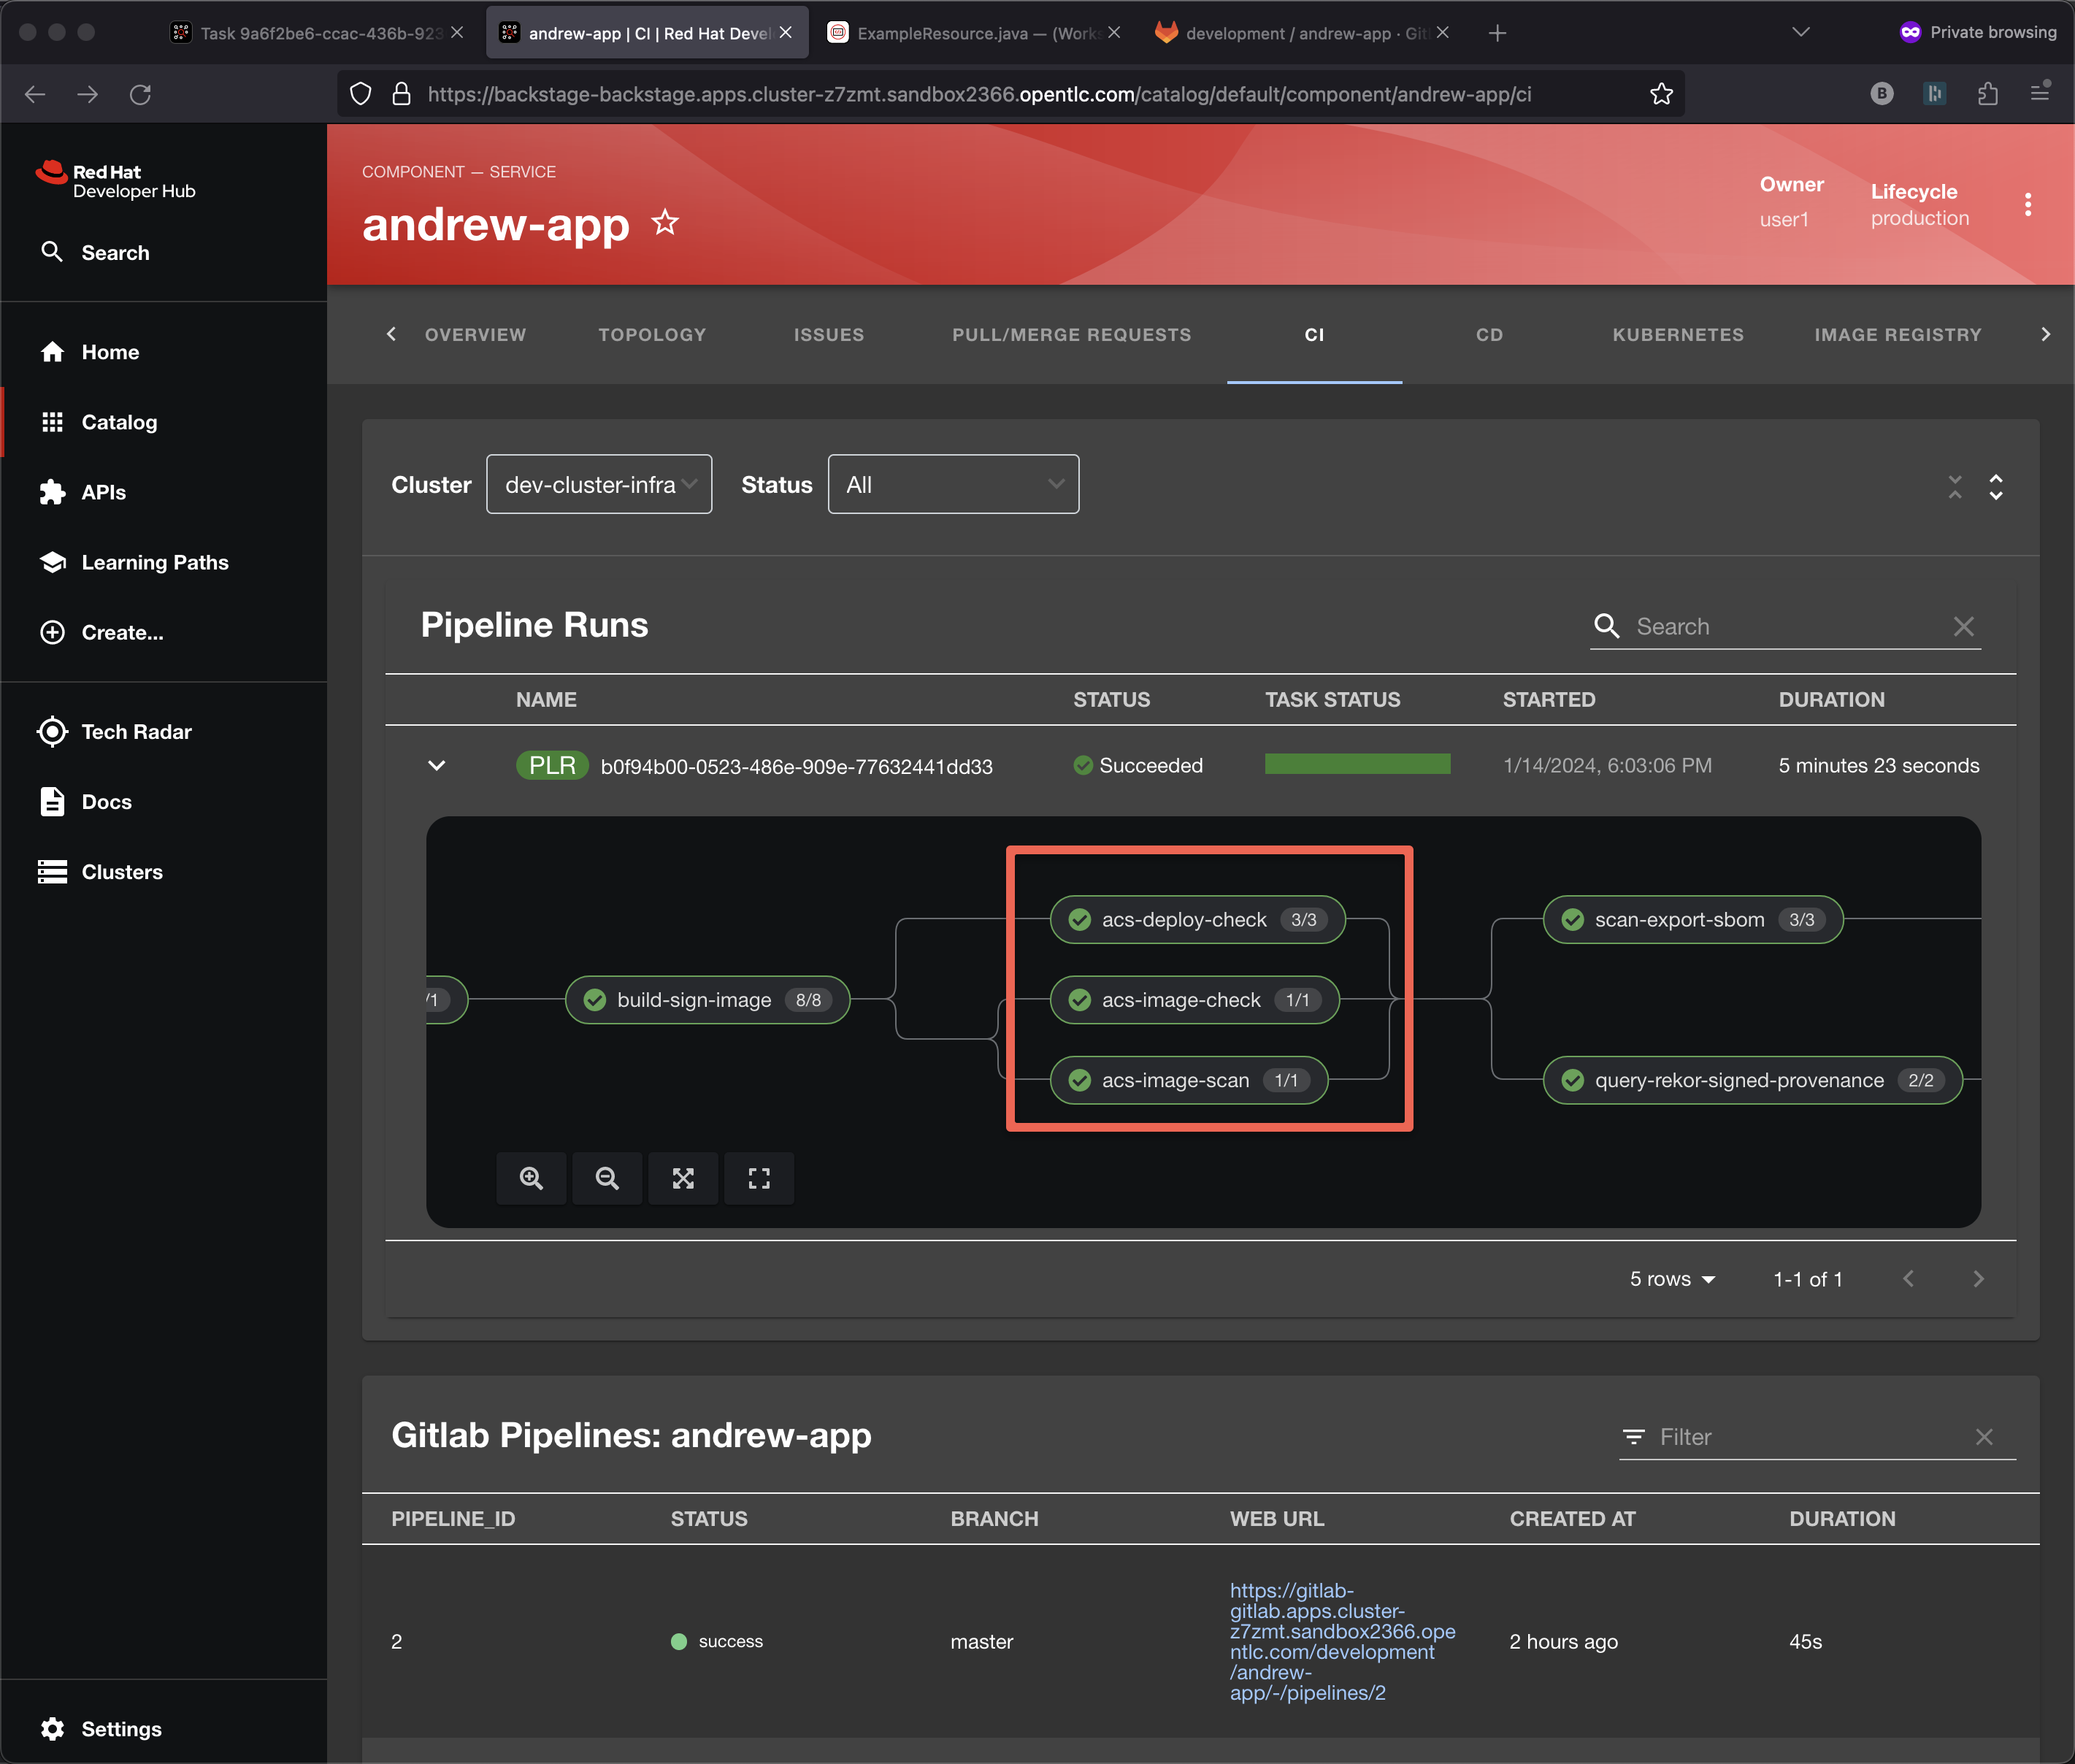 Task 9a6f2be6-ccac-436b-923
andrew-app | CI | Red Hat Devel
ExampleResource.java — (Works
development / andrew-app · Git
Private browsing
https://backstage-backstage.apps.cluster-z7zmt.sandbox2366.opentlc.com/catalog/default/component/andrew-app/ci
B
Red Hat
Developer Hub
Search
Home
Catalog
APIs
Learning Paths
Create...
Tech Radar
Docs
Clusters
Settings
COMPONENT — SERVICE
andrew-app
Owner
user1
Lifecycle
production
OVERVIEW
TOPOLOGY
ISSUES
PULL/MERGE REQUESTS
CI
CD
KUBERNETES
IMAGE REGISTRY
Cluster
dev-cluster-infra
Status
All
Pipeline Runs
Search
NAME STATUS TASK STATUS STARTED DURATION
PLR b0f94b00-0523-486e-909e-77632441dd33 Succeeded 1/14/2024, 6:03:06 PM 5 minutes 23 seconds
/1
build-sign-image 8/8
acs-deploy-check 3/3
acs-image-check 1/1
acs-image-scan 1/1
scan-export-sbom 3/3
query-rekor-signed-provenance 2/2
5 rows
1-1 of 1
Gitlab Pipelines: andrew-app
Filter
PIPELINE_ID STATUS BRANCH WEB URL CREATED AT DURATION
2
success
master
https://gitlab-
gitlab.apps.cluster-
z7zmt.sandbox2366.ope
ntlc.com/development
/andrew-
app/-/pipelines/2
2 hours ago
45s